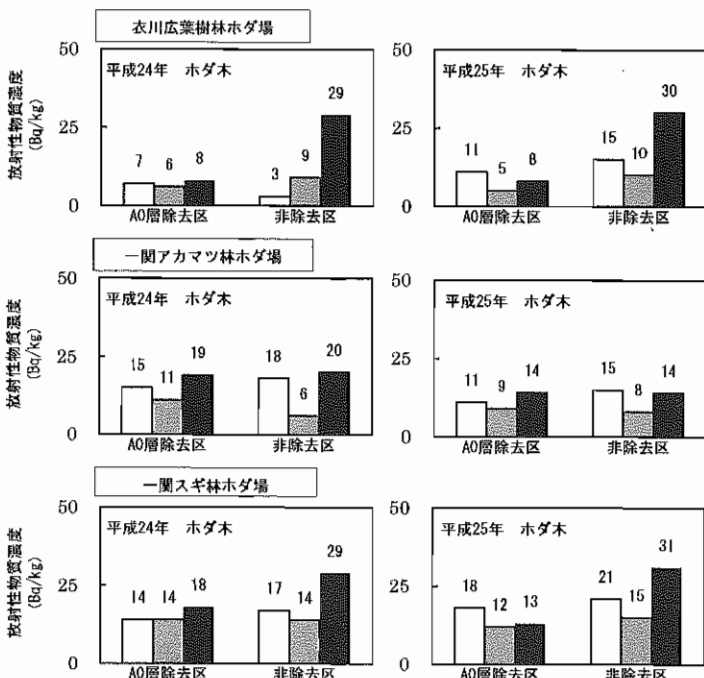 衣川広葉樹林ホダ場
放射性物質濃度
(Bq/kg)
50
25
0
平成24年 ホダ木
7 6 8
3 9 29
A0層除去区 非除去区
50
25
0
平成25年 ホダ木
11 5 8
15 10 30
A0層除去区 非除去区
一関アカマツ林ホダ場
放射性物質濃度
(Bq/kg)
50
25
0
平成24年 ホダ木
15 11 19
18 6 20
A0層除去区 非除去区
50
25
0
平成25年 ホダ木
11 9 14
15 8 14
A0層除去区 非除去区
一関スギ林ホダ場
放射性物質濃度
(Bq/kg)
50
25
0
平成24年 ホダ木
14 14 18
17 14 29
A0層除去区 非除去区
50
25
0
平成25年 ホダ木
18 12 13
21 15 31
A0層除去区 非除去区